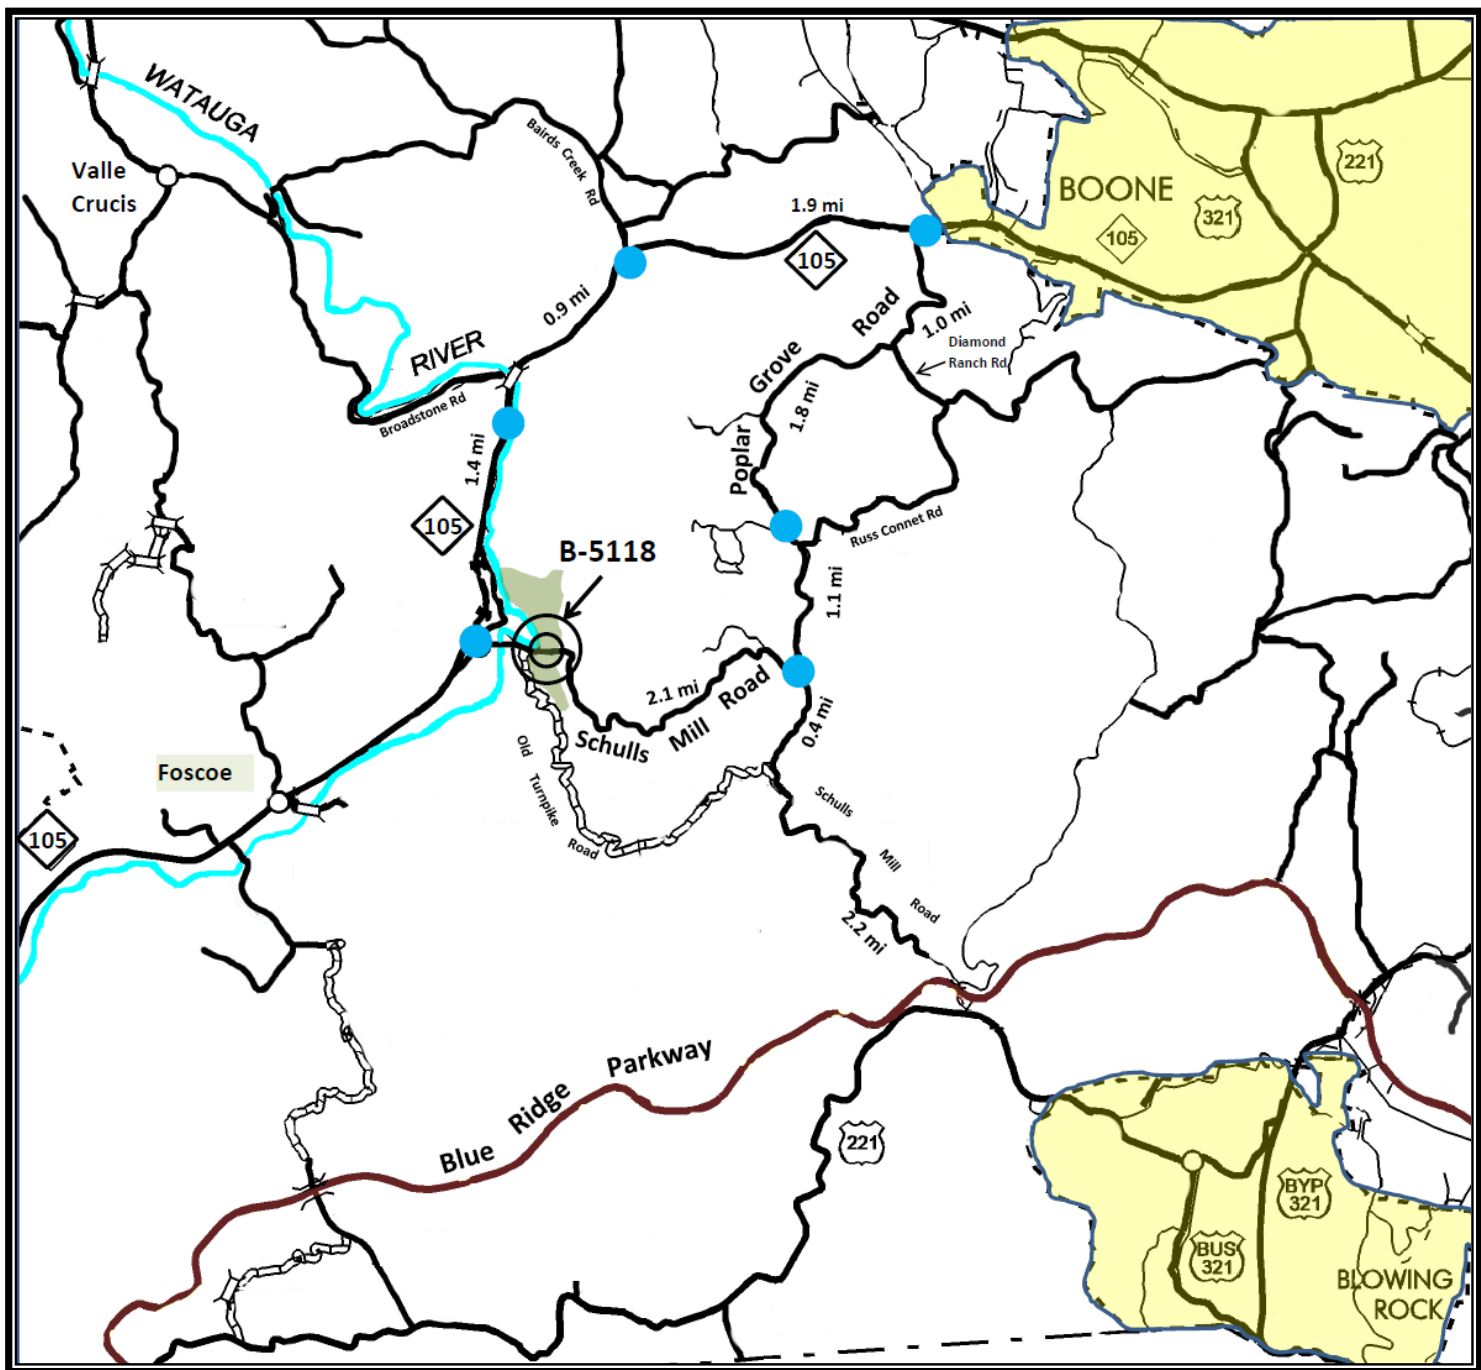 WATAUGA
Valle
Crucis
Bairds Creek Rd
1.9 mi
105
BOONE
221
321
105
0.9 mi
RIVER
Broadstone Rd
Poplar Grove Road
1.0 mi
Diamond
Ranch Rd
1.8 mi
1.4 mi
105
B-5118
Russ Connet Rd
1.1 mi
2.1 mi
Schulls Mill Road
0.4 mi
Old Turnpike Road
Foscoe
105
Schulls Mill Road
2.2 mi
Blue Ridge Parkway
221
BYP
321
BUS
321
BLOWING
ROCK